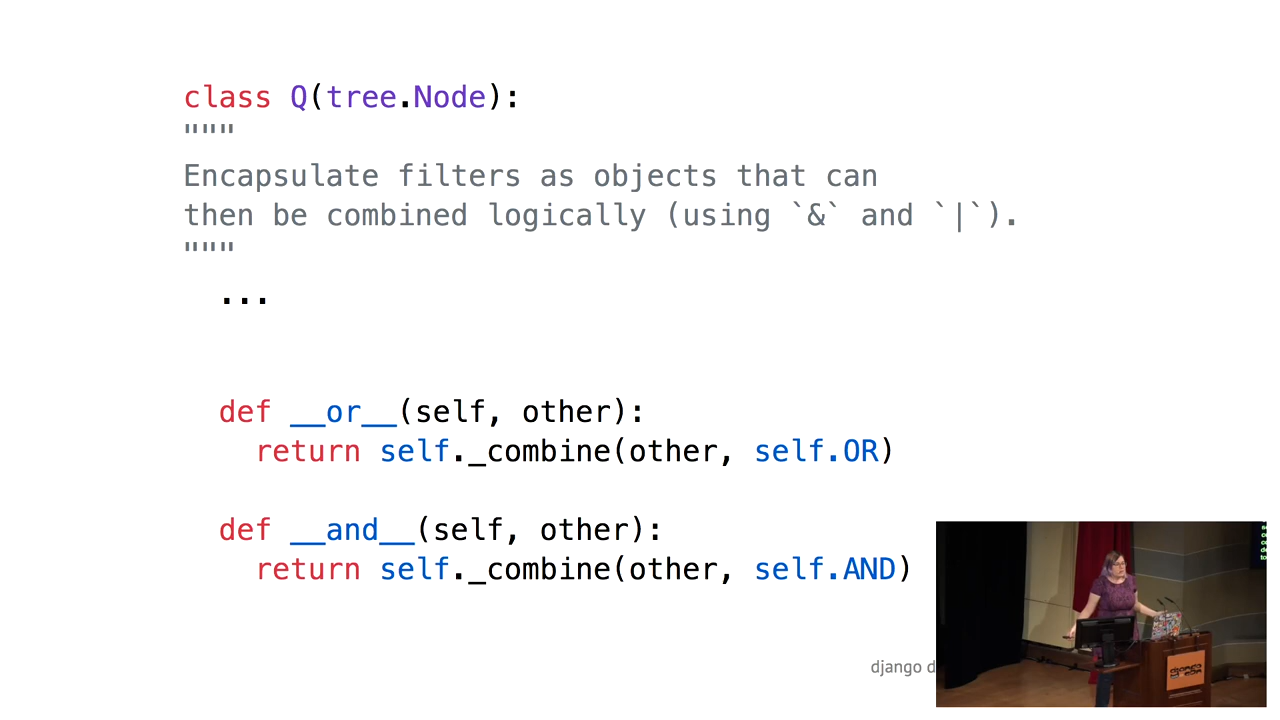 class Q(tree.Node):
"""
Encapsulate filters as objects that can
then be combined logically (using `&` and `|`).
"""
...
def __or__(self, other):
return self._combine(other, self.OR)
def __and__(self, other):
return self._combine(other, self.AND)
django d